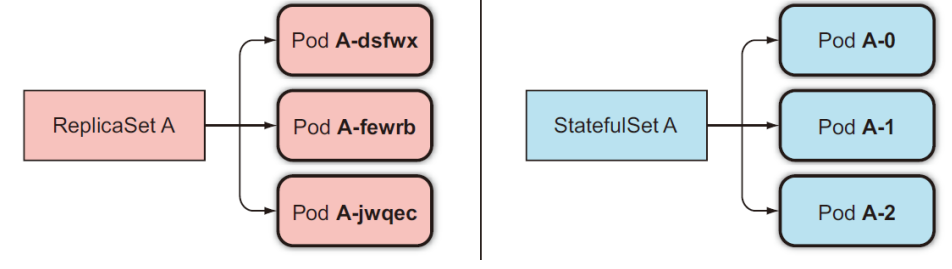 ReplicaSet A
Pod A-dsfwx
Pod A-fewrb
Pod A-jwqec
StatefulSet A
Pod A-0
Pod A-1
Pod A-2